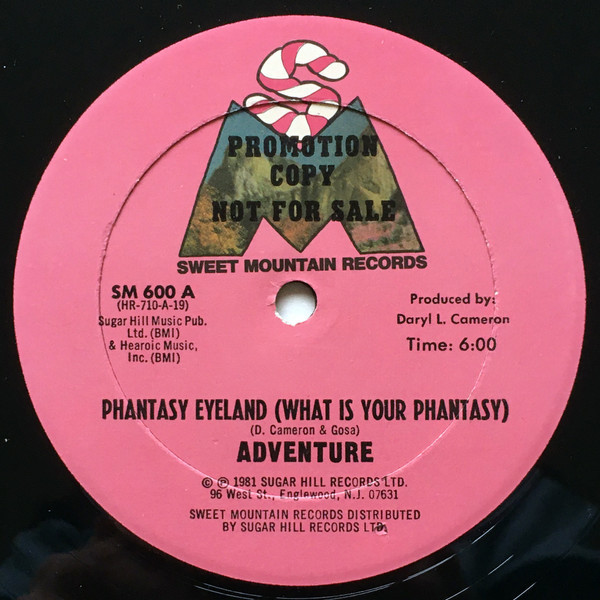 PROMOTION
COPY
NOT FOR SALE
SWEET MOUNTAIN RECORDS
SM 600 A
(HR-710-A-19)
Sugar Hill Music Pub.
Ltd. (BMI)
& Hearoic Music,
Inc. (BMI)
Produced by:
Daryl L. Cameron
Time: 6:00
PHANTASY EYELAND (WHAT IS YOUR PHANTASY)
(D. Cameron & Gosa)
ADVENTURE
© ℗ 1981 SUGAR HILL RECORDS LTD.
96 West St., Englewood, N.J. 07631
SWEET MOUNTAIN RECORDS DISTRIBUTED
BY SUGAR HILL RECORDS LTD.